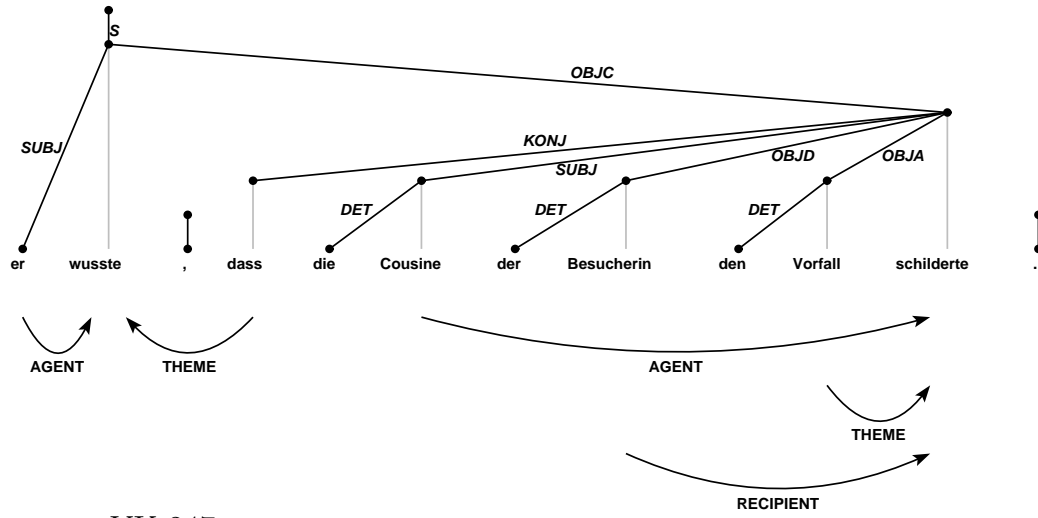 S
OBJC
SUBJ
KONJ
SUBJ
OBJD
OBJA
DET
DET
DET
er wusste , dass die Cousine der Besucherin den Vorfall schilderte .
AGENT THEME AGENT
THEME
RECIPIENT